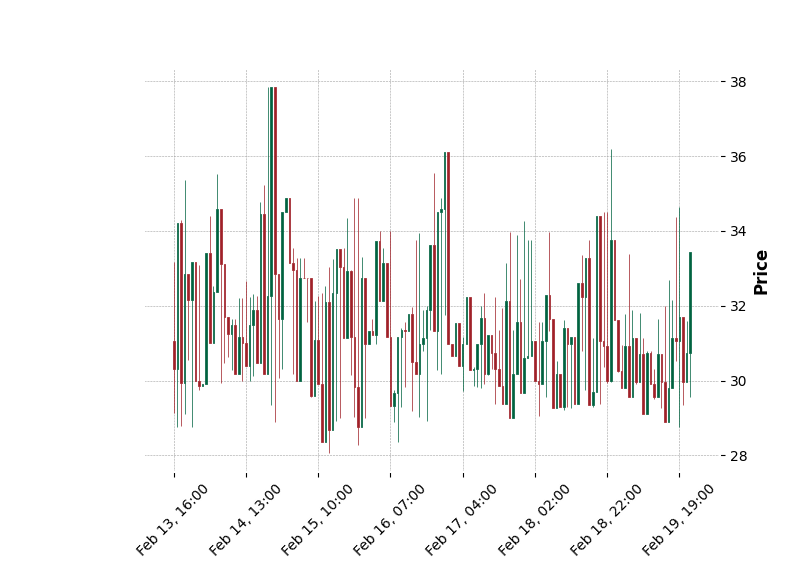 38
36
34
32
30
28
Price
Feb 13, 16:00
Feb 14, 13:00
Feb 15, 10:00
Feb 16, 07:00
Feb 17, 04:00
Feb 18, 02:00
Feb 18, 22:00
Feb 19, 19:00